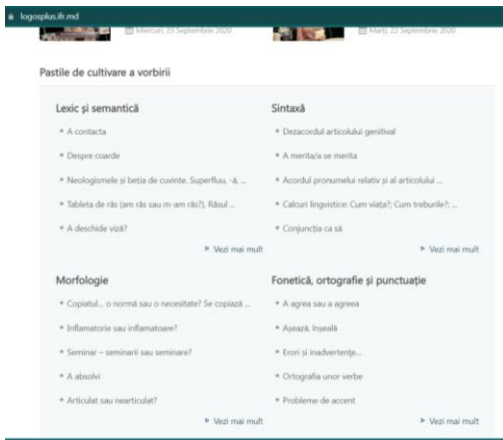 logosplus.ifr.md
Miercuri, 23 Septembrie 2020
Marți, 22 Septembrie 2020
Pastile de cultivare a vorbirii
Lexic și semantică
A contacta
Despre coarde
Neologismele și beția de cuvinte. Superfluu, -ă, ...
Tableta de râs (am râs sau m-am râs?). Râsul ...
A deschide viză?
Vezi mai mult
Sintaxă
Dezacordul articolului genitival
A merita/a se merita
Acordul pronumelui relativ și al articolului ...
Calcuri lingvistice: Cum viața?; Cum treburile?; ...
Conjuncția ca să
Vezi mai mult
Morfologie
Copiatul... o normă sau o necesitate? Se copiază ...
Inflamatorie sau inflamatoare?
Seminar – seminarii sau seminare?
A absolvi
Articulat sau nearticulat?
Vezi mai mult
Fonetică, ortografie și punctuație
A agrea sau a agreea
Așează, înșeală
Erori și inadvertențe...
Ortografia unor verbe
Probleme de accent
Vezi mai mult